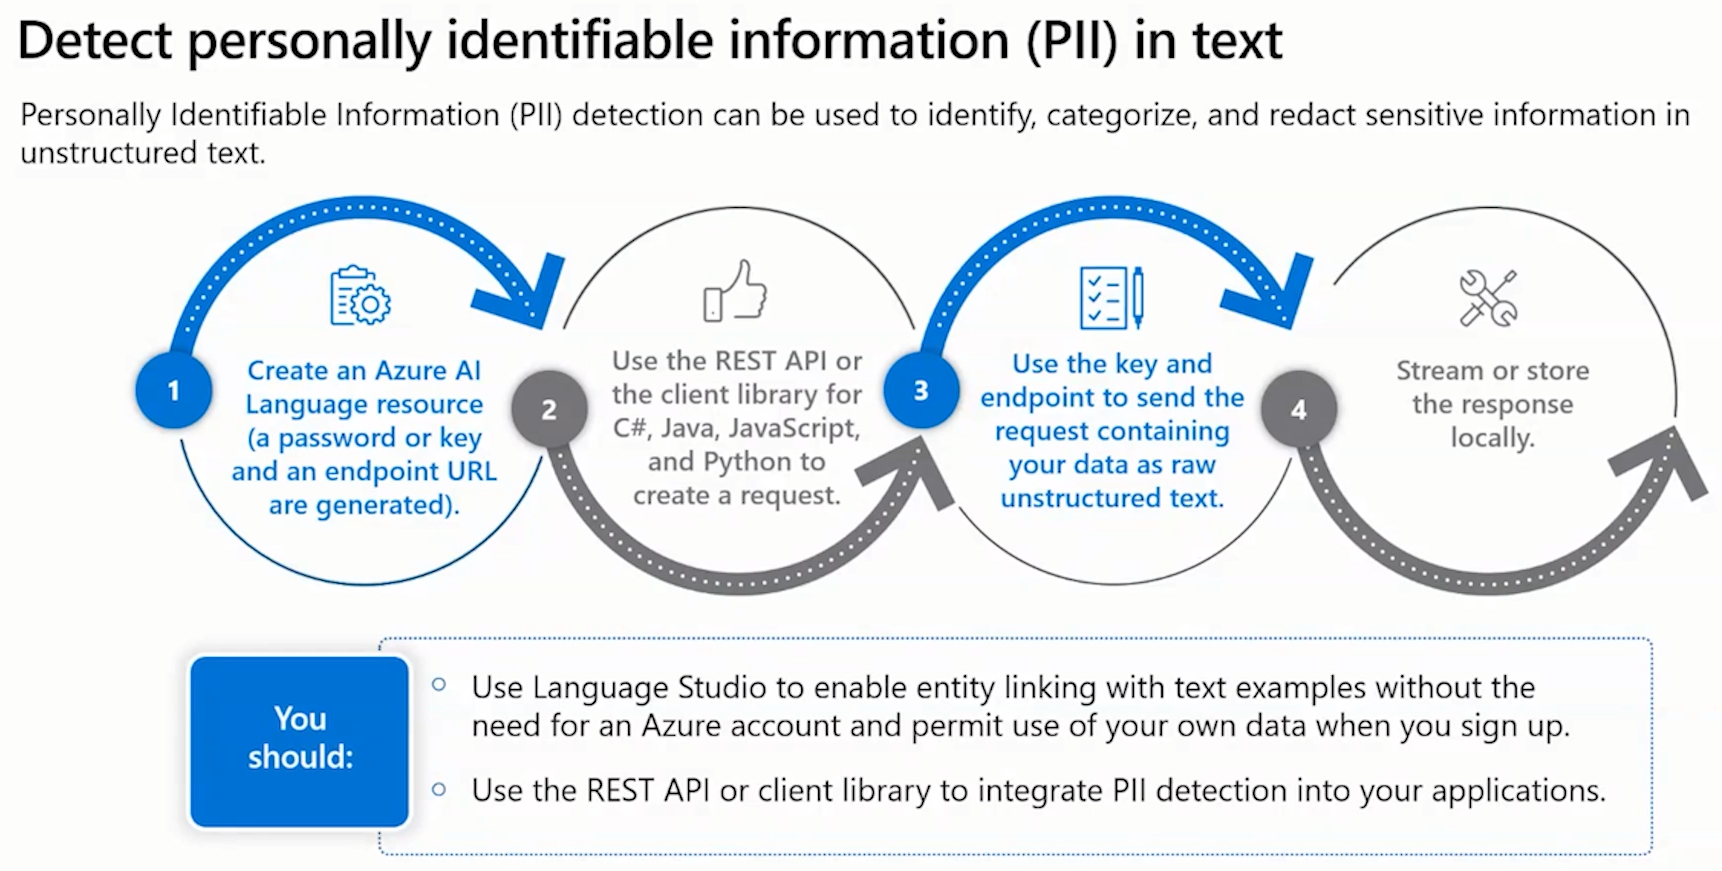 Detect personally identifiable information (PII) in text
Personally Identifiable Information (PII) detection can be used to identify, categorize, and redact sensitive information in
unstructured text.
1
Create an Azure AI
Language resource
(a password or key
and an endpoint URL
are generated).
2
Use the REST API or
the client library for
C#, Java, JavaScript,
and Python to
create a request.
3
Use the key and
endpoint to send the
request containing
your data as raw
unstructured text.
4
Stream or store
the response
locally.
You
should:
Use Language Studio to enable entity linking with text examples without the
need for an Azure account and permit use of your own data when you sign up.
Use the REST API or client library to integrate PII detection into your applications.